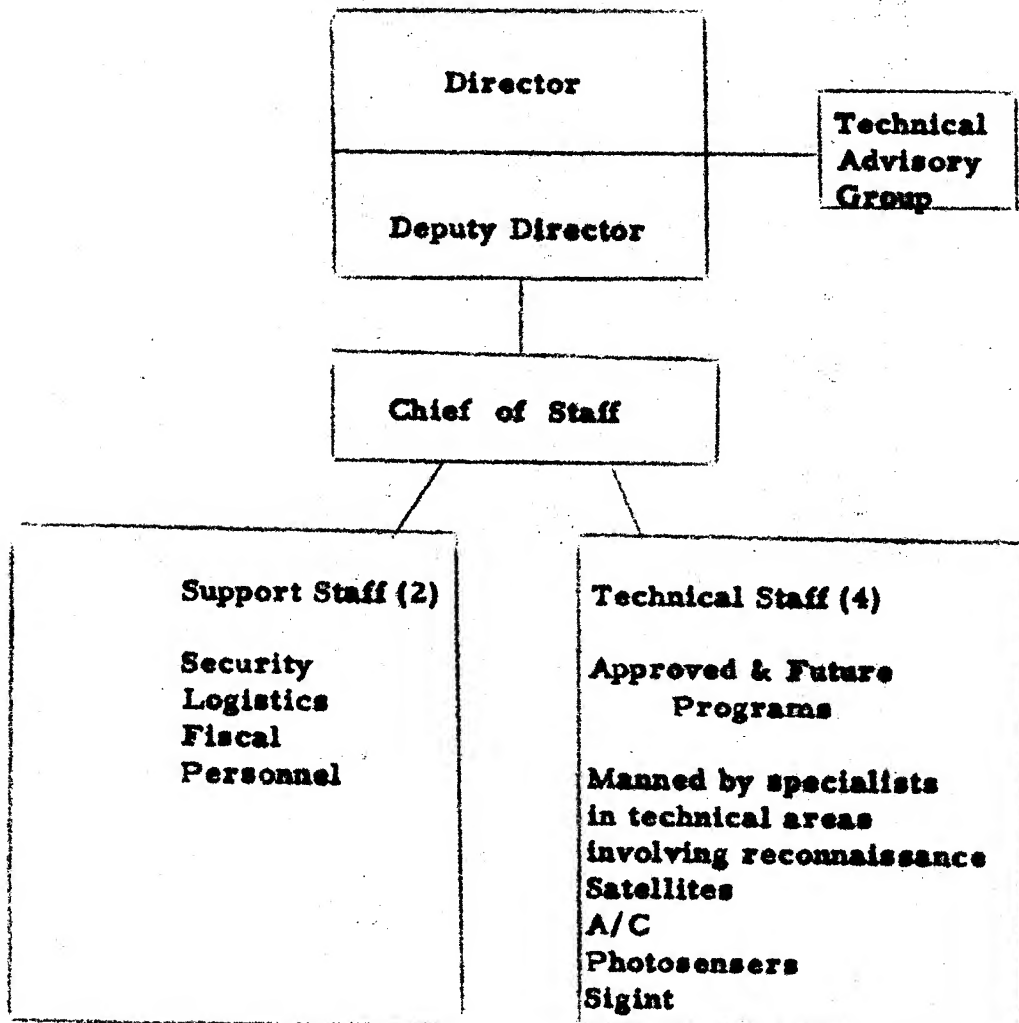 Director
Technical
Advisory
Group
Deputy Director
Chief of Staff
Support Staff (2)
Security
Logistics
Fiscal
Personnel
Technical Staff (4)
Approved & Future
Programs
Manned by specialists
in technical areas
involving reconnaissance
Satellites
A/C
Photosensers
Sigint